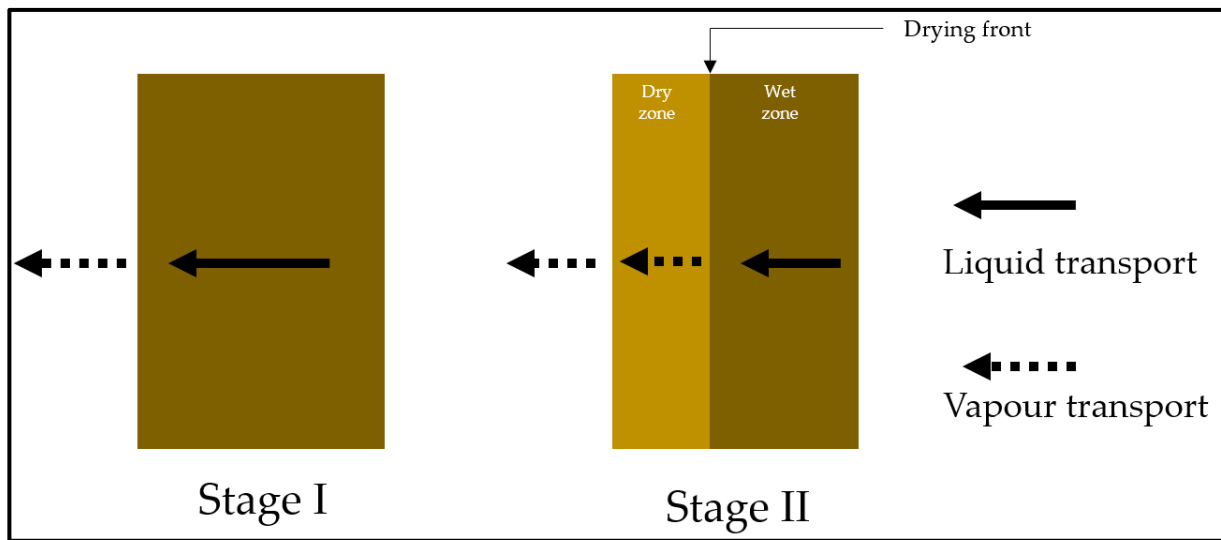 Drying front
Dry
zone
Wet
zone
Liquid transport
Vapour transport
Stage I
Stage II